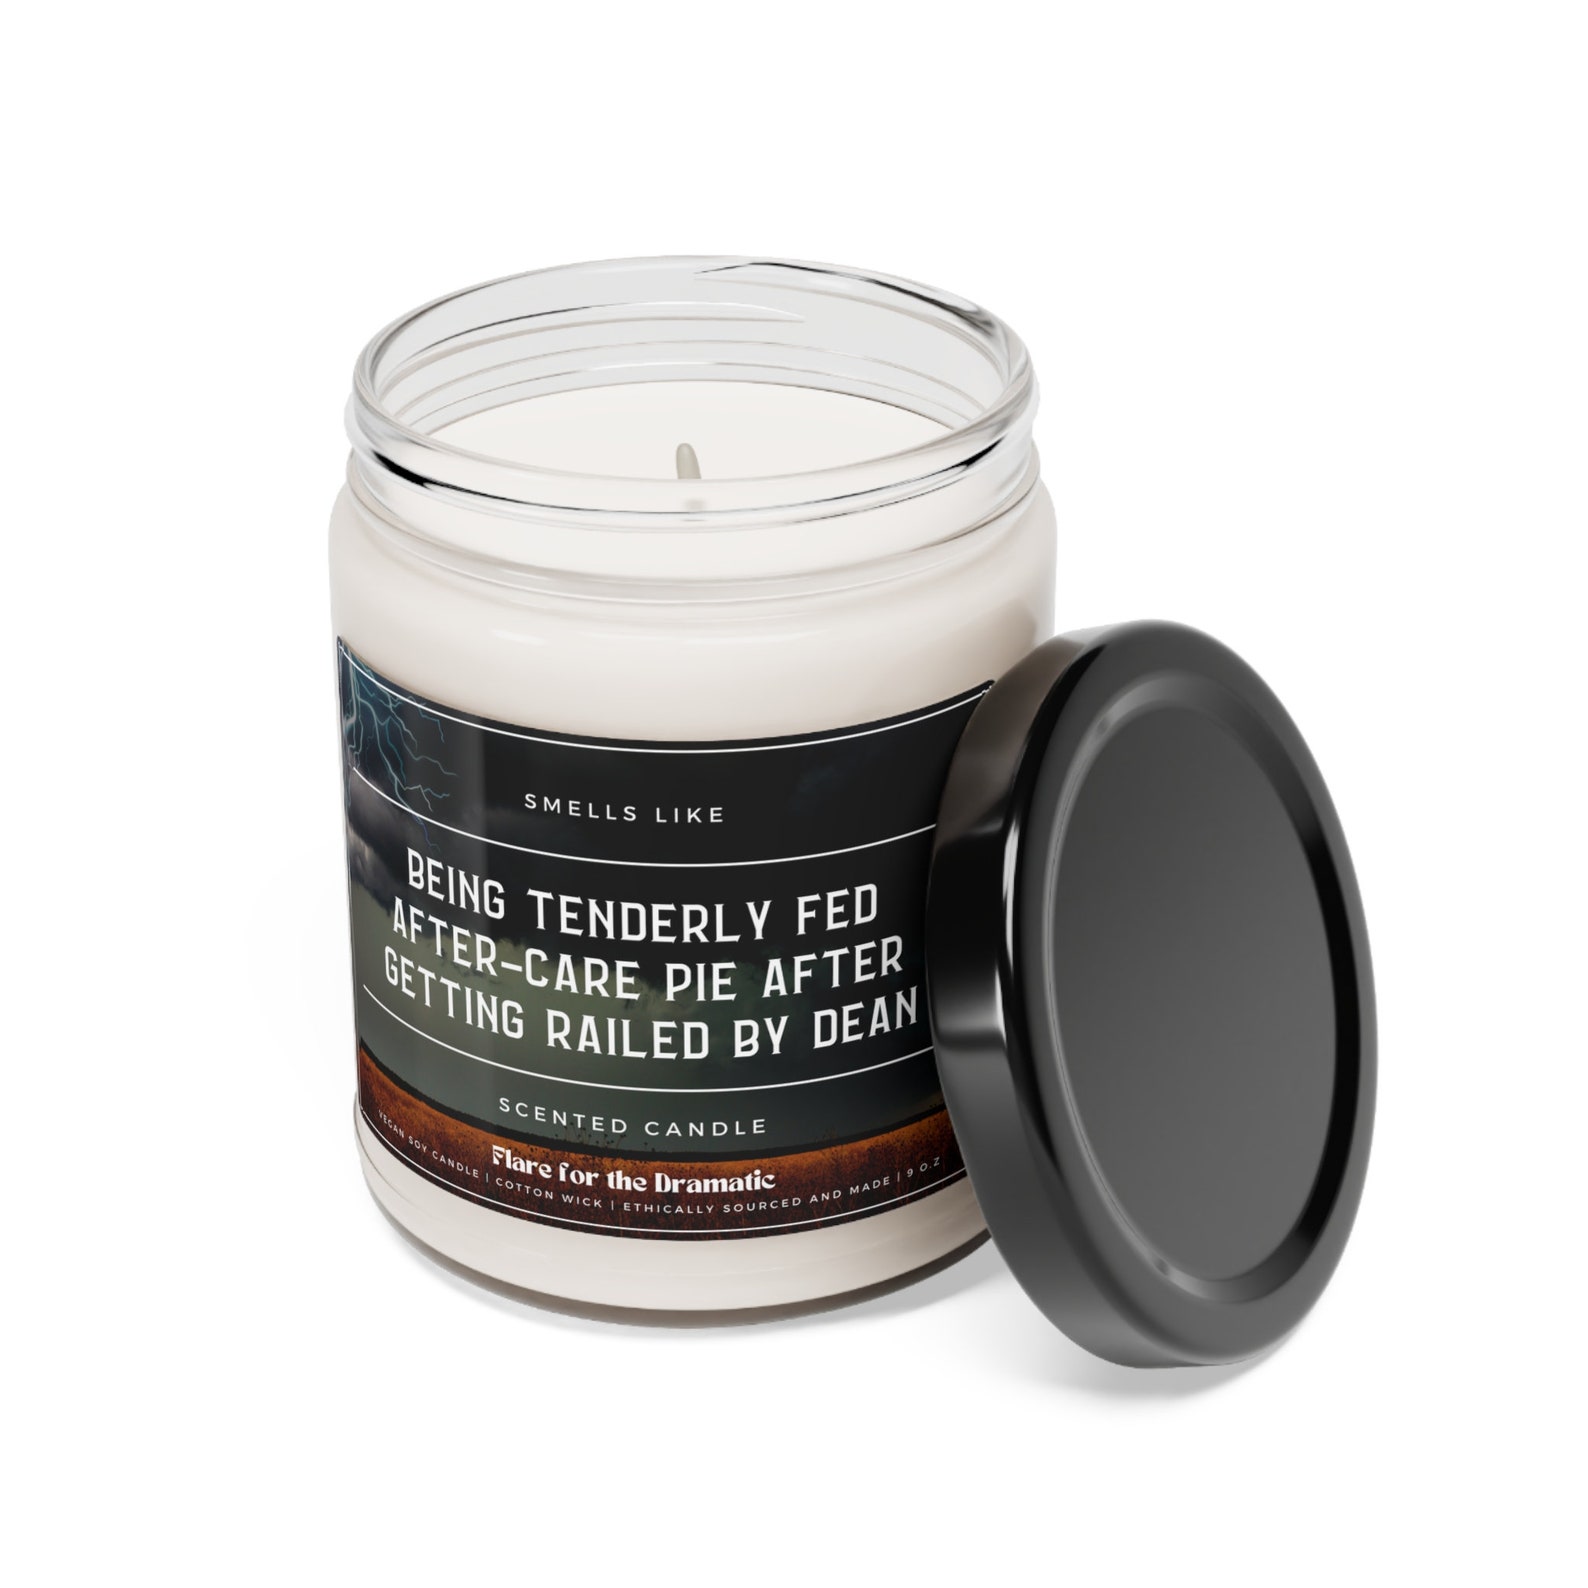 SMELLS LIKE
BEING TENDERLY FED
AFTER-CARE PIE AFTER
GETTING RAILED BY DEAN
SCENTED CANDLE
Flare for the Dramatic
VEGAN SOY CANDLE | COTTON WICK | ETHICALLY SOURCED AND MADE | 9 O.Z